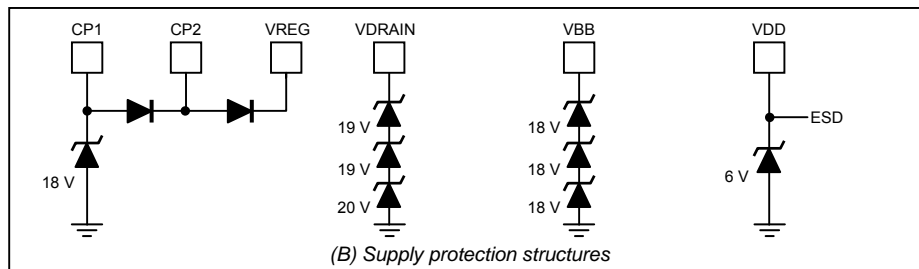 CP1 CP2 VREG VDRAIN VBB VDD
ESD
19 V 18 V
18 V 19 V 18 V 6 V
20 V 18 V
(B) Supply protection structures